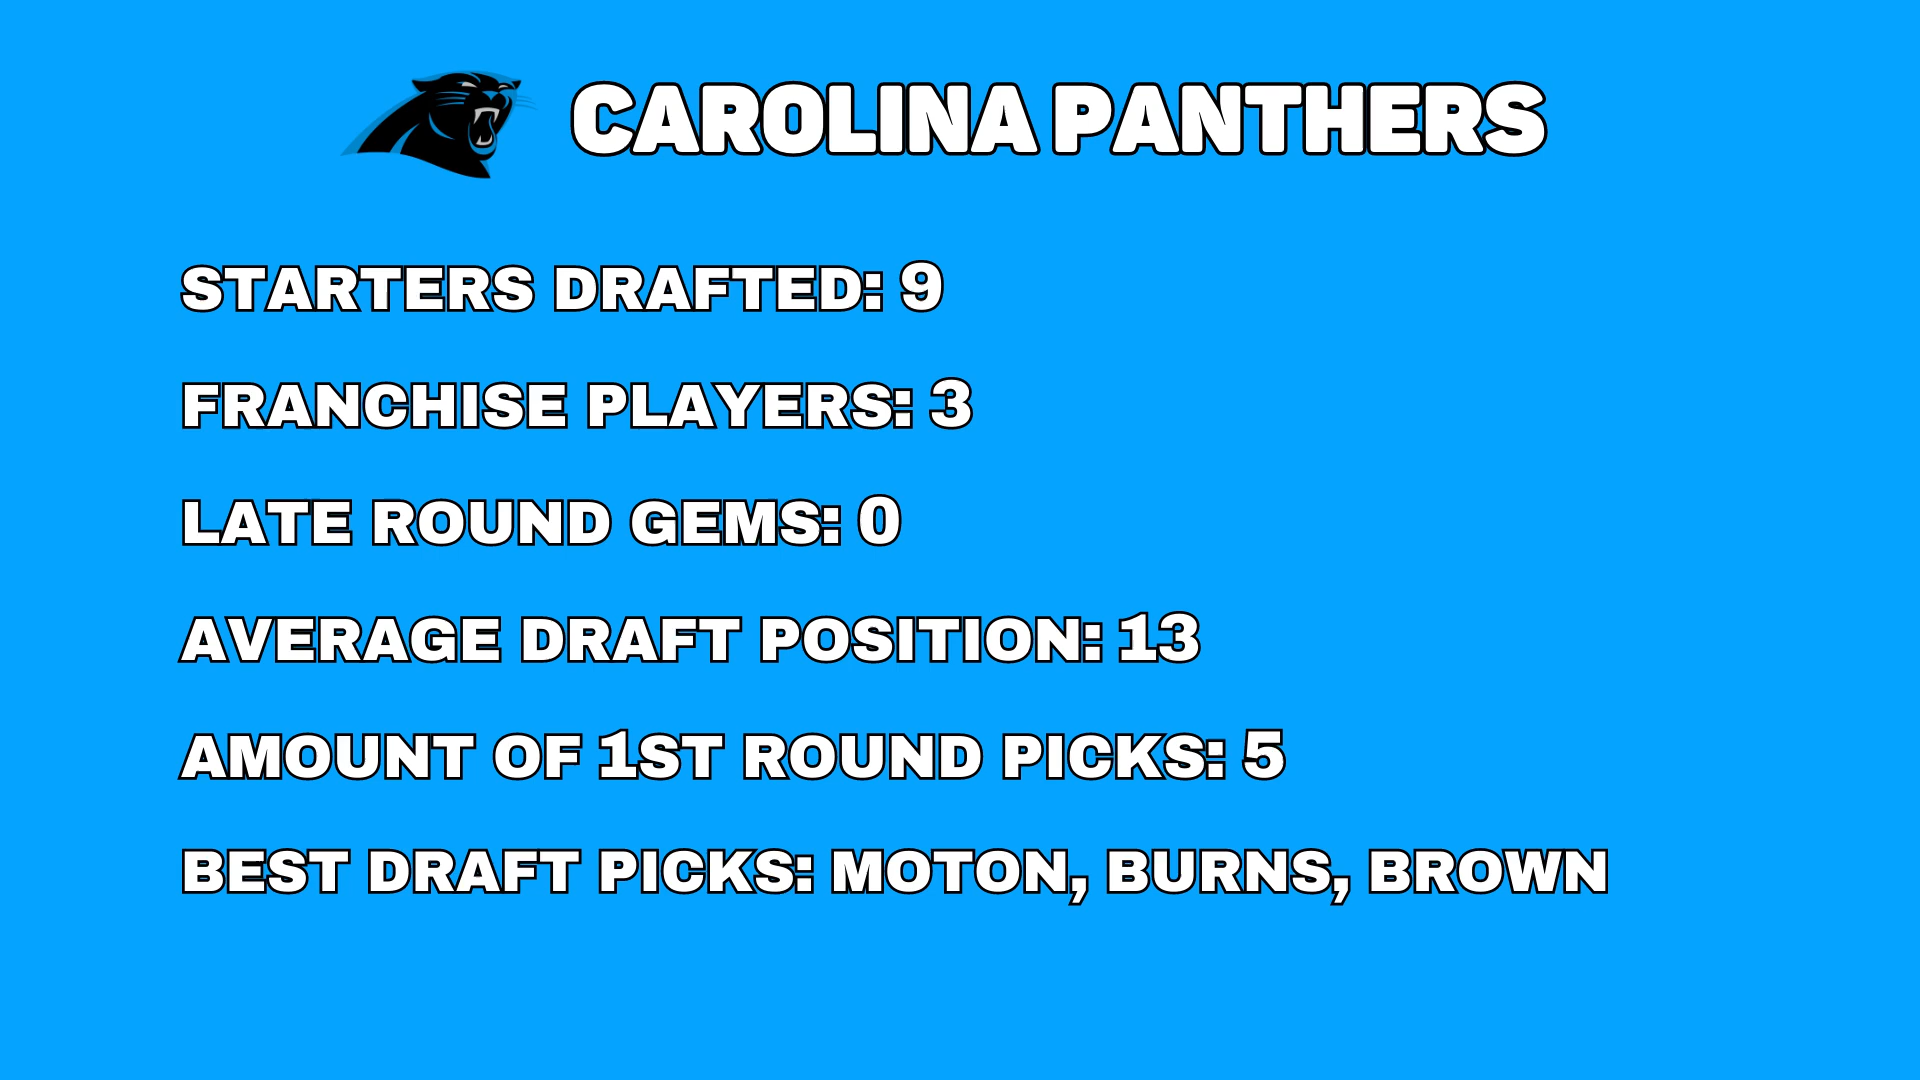 CAROLINA PANTHERS
STARTERS DRAFTED: 9
FRANCHISE PLAYERS: 3
LATE ROUND GEMS: 0
AVERAGE DRAFT POSITION: 13
AMOUNT OF 1ST ROUND PICKS: 5
BEST DRAFT PICKS: MOTON, BURNS, BROWN